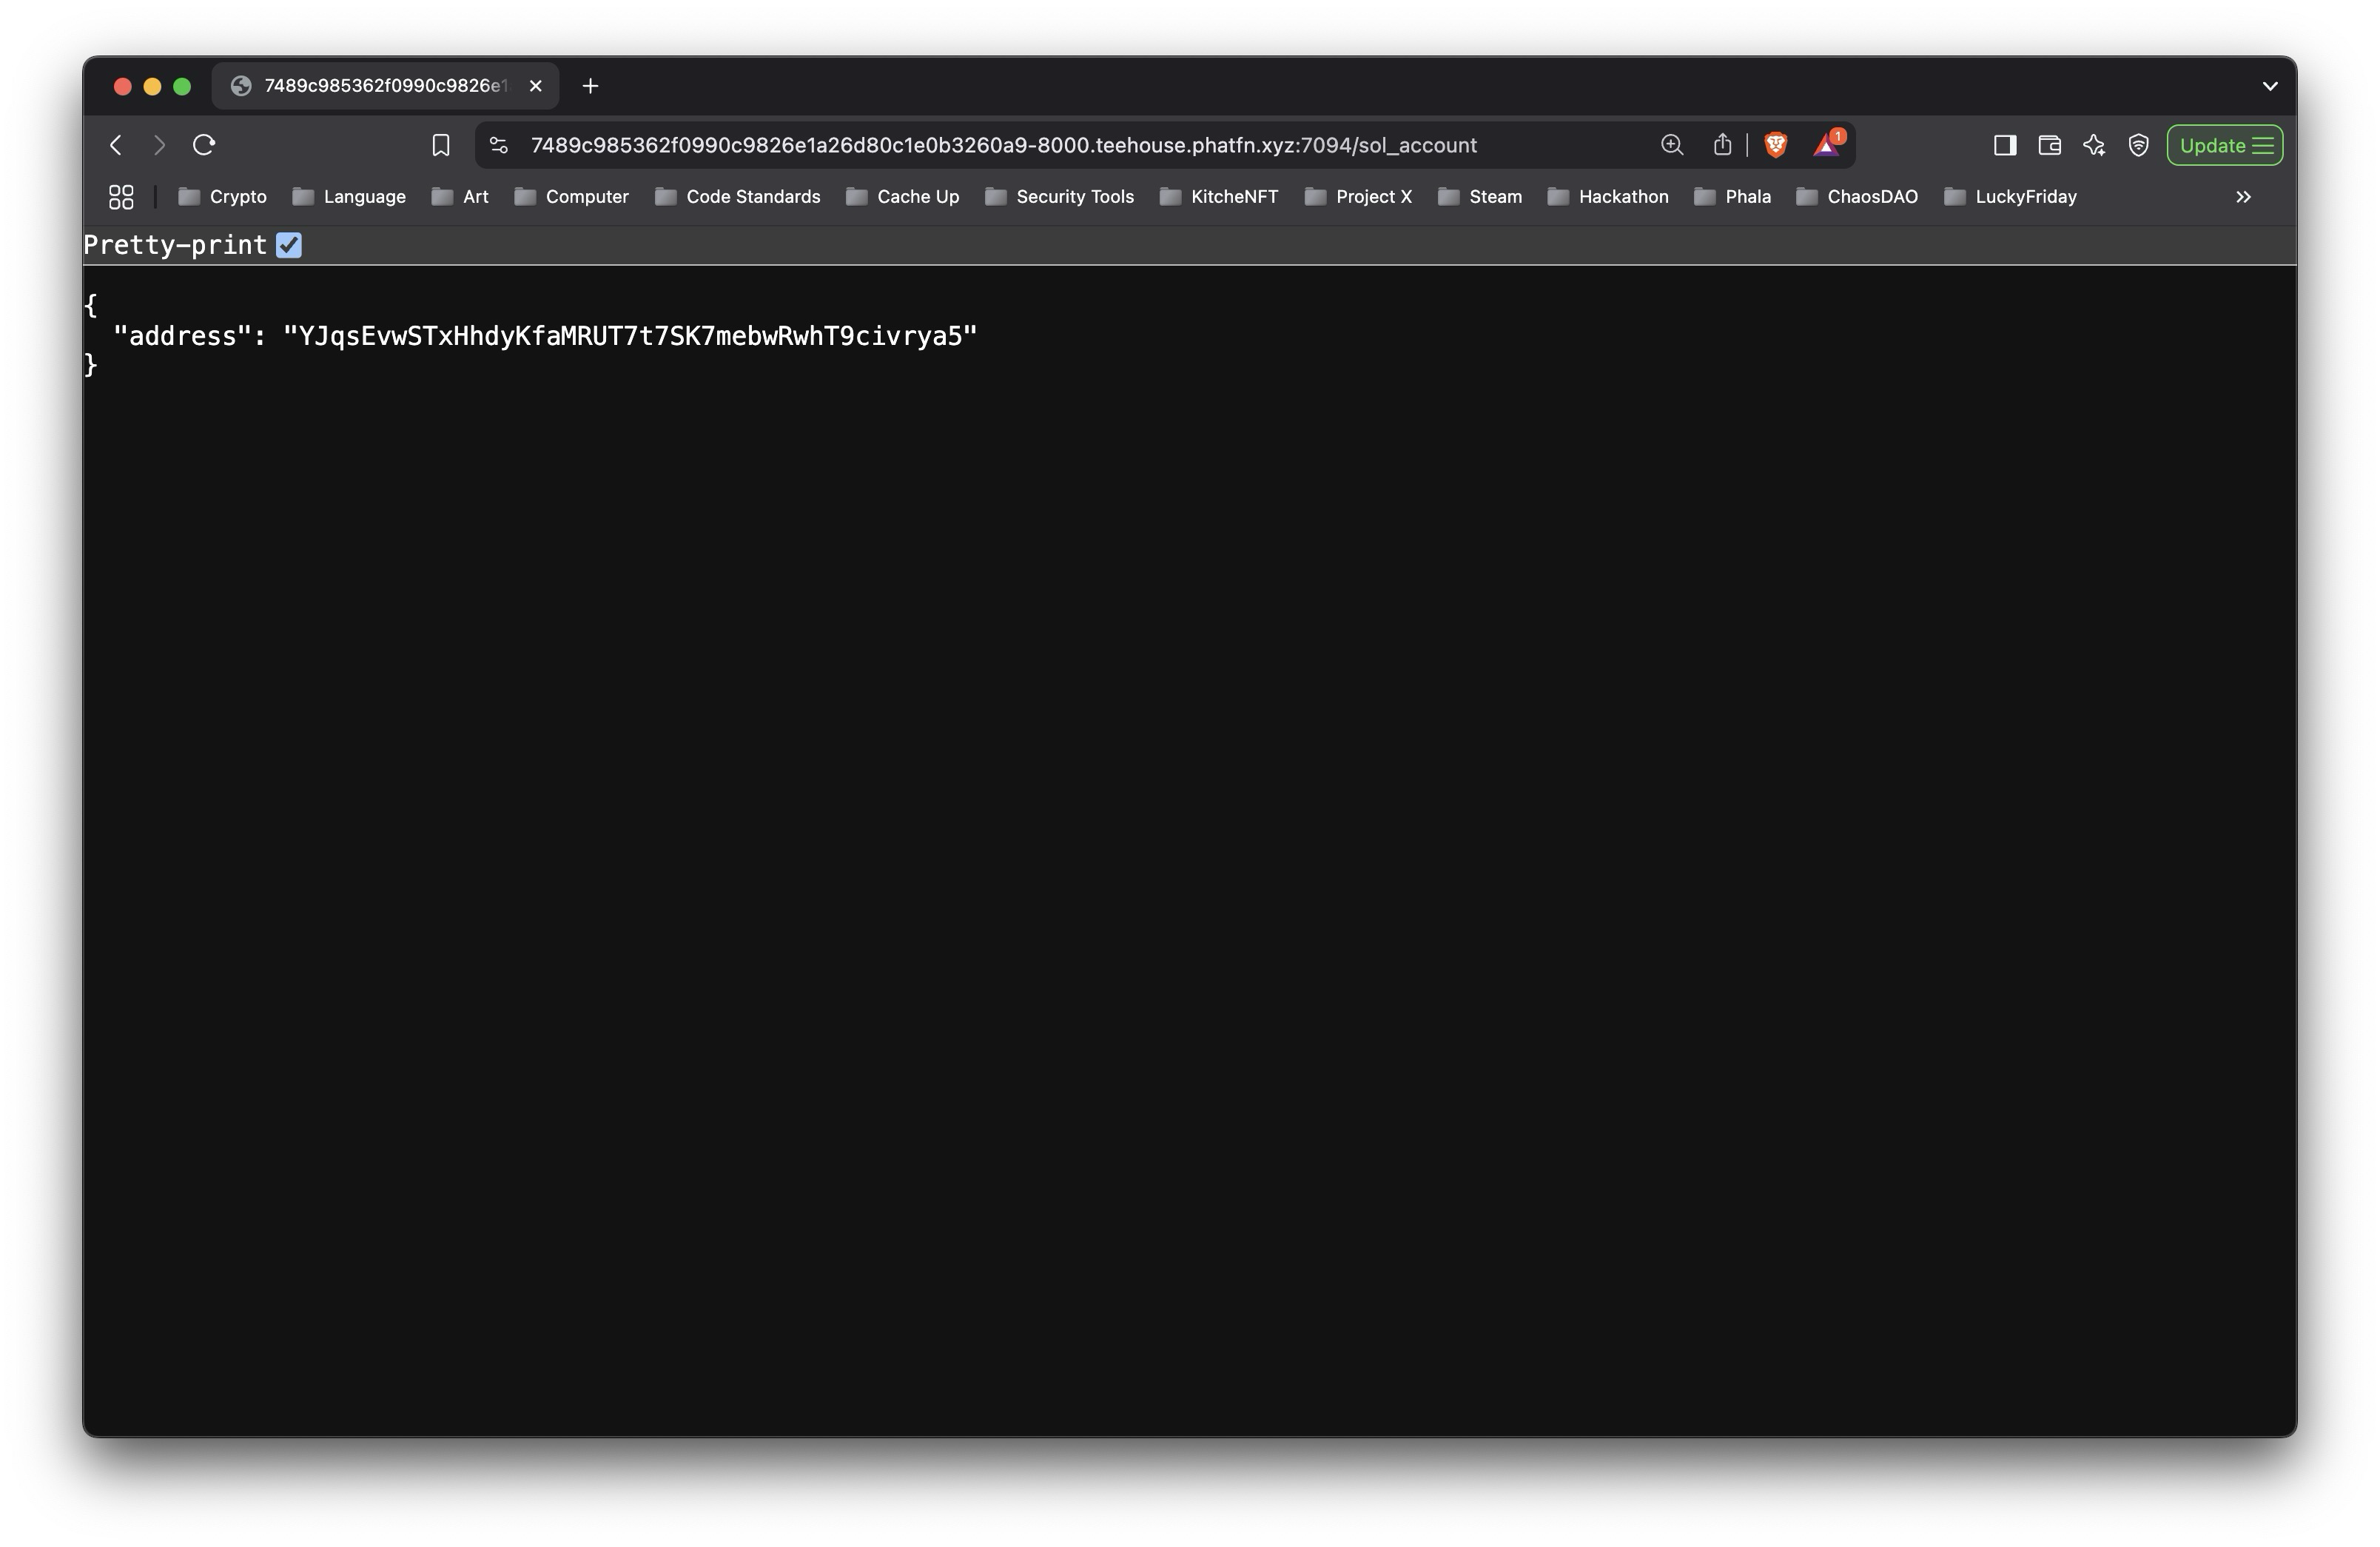 7489c985362f0990c9826e1
7489c985362f0990c9826e1a26d80c1e0b3260a9-8000.teehouse.phatfn.xyz:7094/sol_account
1
Update
Crypto
Language
Art
Computer
Code Standards
Cache Up
Security Tools
KitcheNFT
Project X
Steam
Hackathon
Phala
ChaosDAO
LuckyFriday
Pretty-print
{
"address": "YJqsEvwSTxHhdyKfaMRUT7t7SK7mebwRwhT9civrya5"
}